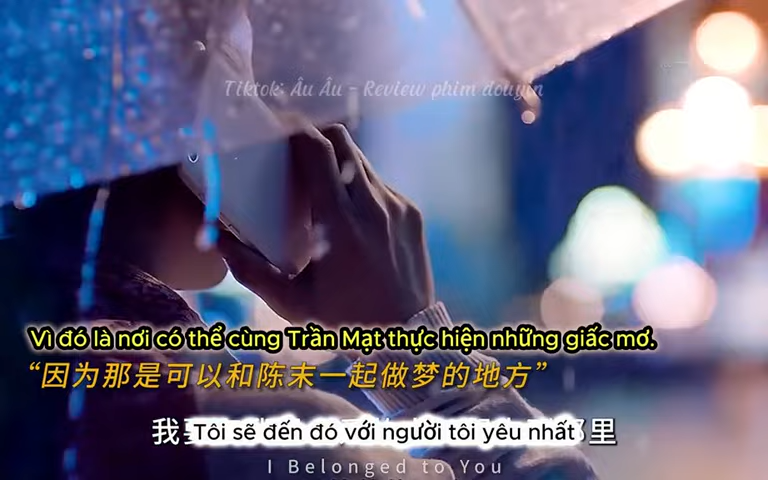 Tiktok: Âu Âu - Review phim douyin
Vì đó là nơi có thể cùng Trần Mạt thực hiện những giấc mơ.
“因为那是可以和陈末一起做梦的地方”
我 里
Tôi sẽ đến đó với người tôi yêu nhất
I Belonged to You